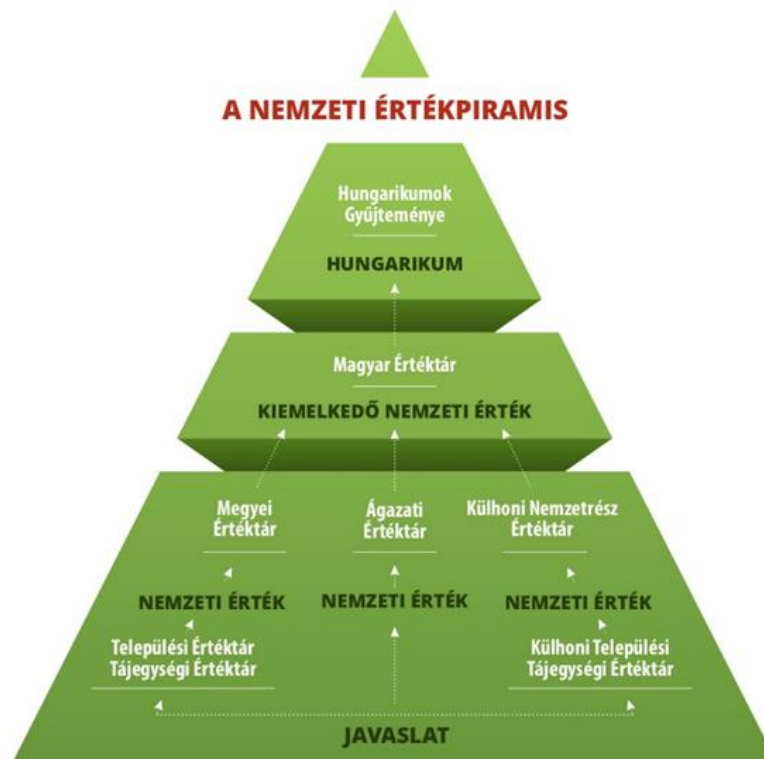 A NEMZETI ÉRTÉKPIRAMIS
Hungarikumok
Gyűjteménye
HUNGARIKUM
Magyar Értéktár
KIEMELKEDŐ NEMZETI ÉRTÉK
Megyei
Értéktár
Ágazati
Értéktár
Külhoni Nemzetrész
Értéktár
NEMZETI ÉRTÉK
NEMZETI ÉRTÉK
NEMZETI ÉRTÉK
Települési Értéktár
Tájegységi Értéktár
Külhoni Települési
Tájegységi Értéktár
JAVASLAT